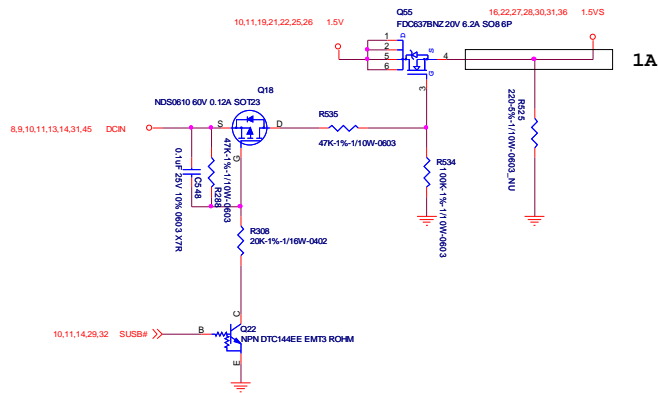 Q55
FDC637BNZ 20V 6.2A SO8 6P
10,11,19,21,22,25,26 1.5V
16,22,27,28,30,31,36 1.5VS
1
2
5
6
D
S
G
4
3
1A
Q18
NDS0610 60V 0.12A SOT23
8,9,10,11,13,14,31,45 DCIN
S
D
G
R535
47K-1%-1/10W-0603
R525
220-5%-1/10W-0603_NU
R534
100K-1%-1/10W-0603
C548
0.1uF 25V 10% 0603 X7R
R288
47K-1%-1/10W-0603
R308
20K-1%-1/16W-0402
10,11,14,29,32 SUSB#
B
C
E
Q22
NPN DTC144EE EMT3 ROHM